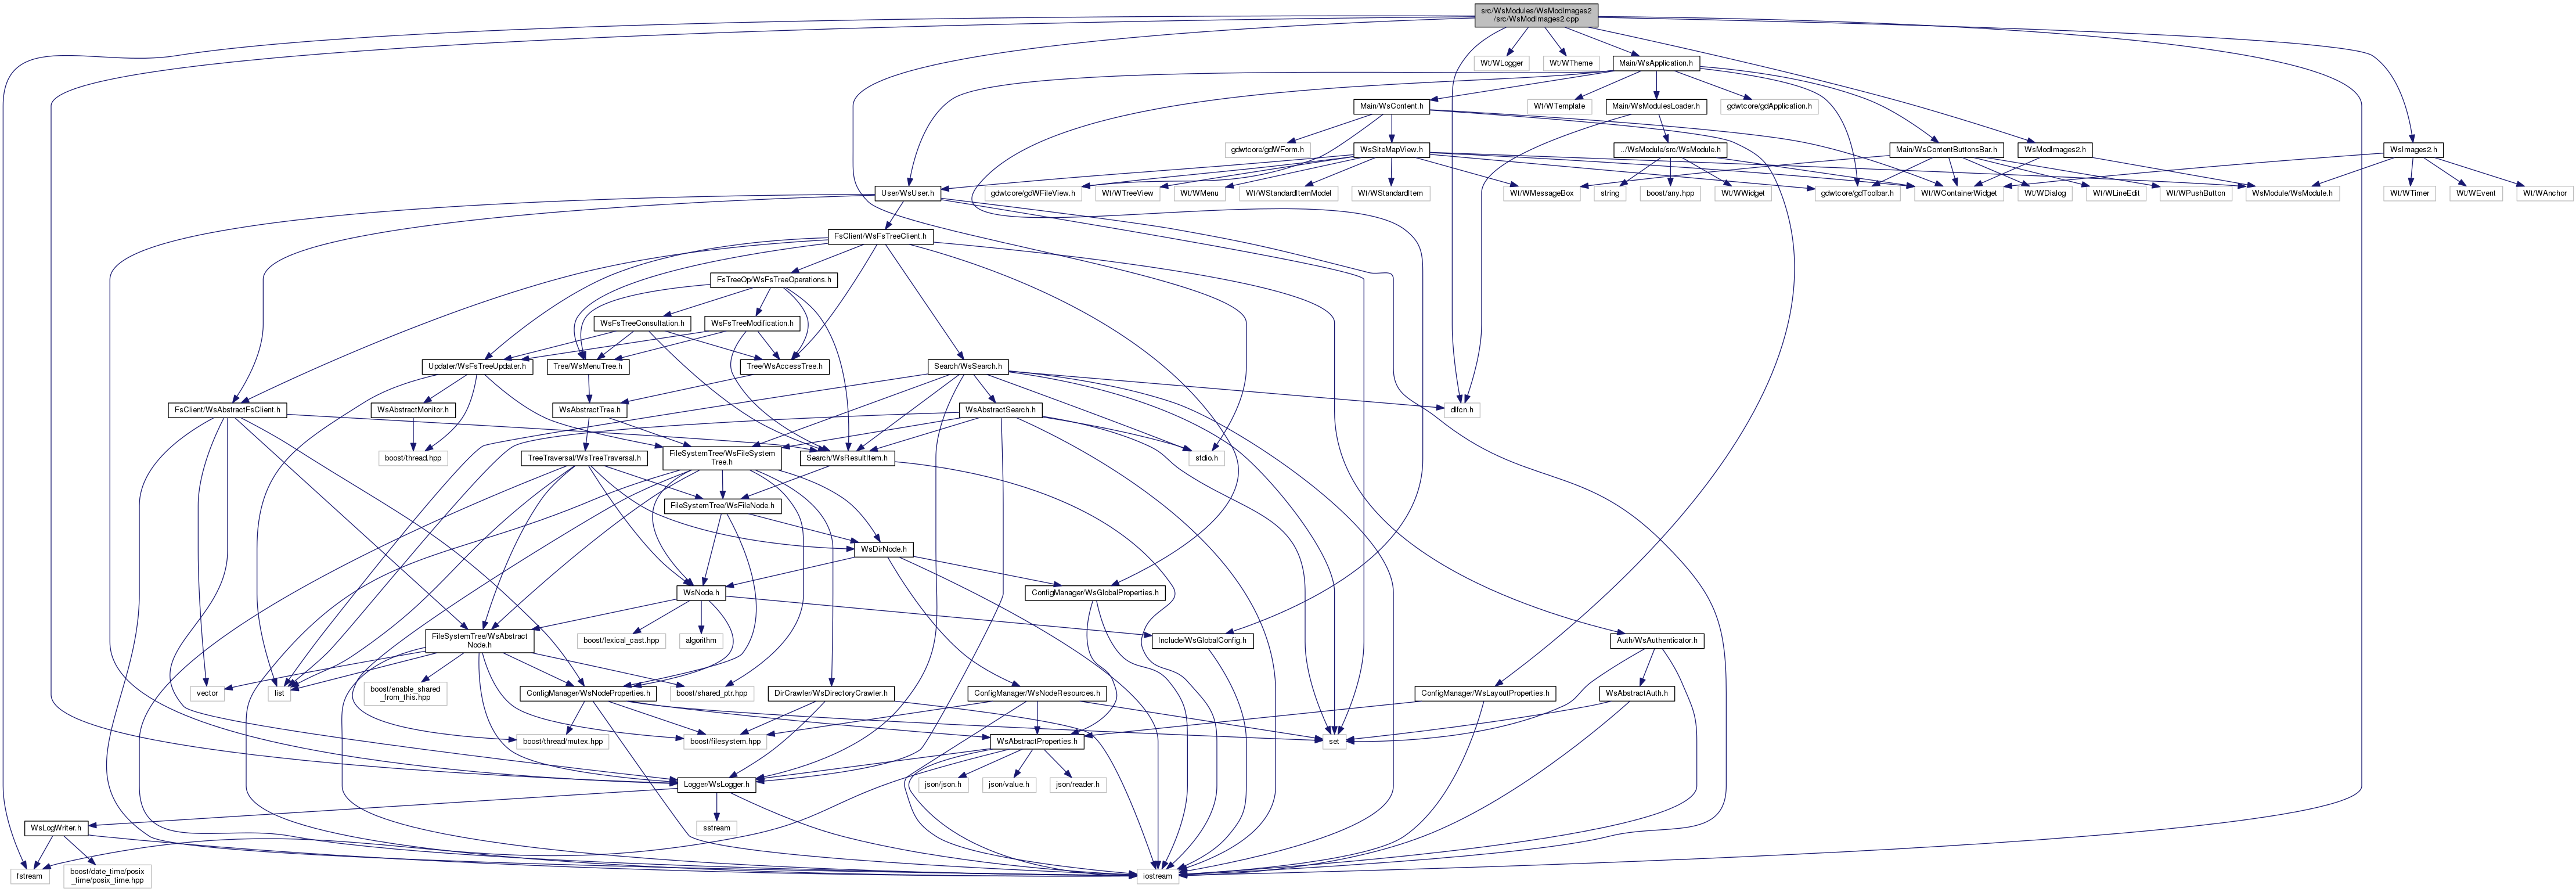 src/WsModules/WsModImages2
/src/WsModImages2.cpp
Wt/WLogger
Wt/WTheme
Main/WsApplication.h
Main/WsContent.h
Wt/WTemplate
Main/WsModulesLoader.h
gdwtcore/gdApplication.h
gdwtcore/gdWForm.h
WsSiteMapView.h
../WsModule/src/WsModule.h
Main/WsContentButtonsBar.h
WsModImages2.h
WsImages2.h
User/WsUser.h
gdwtcore/gdWFileView.h
Wt/WTreeView
Wt/WMenu
Wt/WStandardItemModel
Wt/WStandardItem
Wt/WMessageBox
string
boost/any.hpp
Wt/WWidget
gdwtcore/gdToolbar.h
Wt/WContainerWidget
Wt/WDialog
Wt/WLineEdit
Wt/WPushButton
WsModule/WsModule.h
Wt/WTimer
Wt/WEvent
Wt/WAnchor
FsClient/WsFsTreeClient.h
FsTreeOp/WsFsTreeOperations.h
WsFsTreeConsultation.h
WsFsTreeModification.h
Updater/WsFsTreeUpdater.h
Tree/WsMenuTree.h
Tree/WsAccessTree.h
Search/WsSearch.h
FsClient/WsAbstractFsClient.h
WsAbstractMonitor.h
WsAbstractTree.h
WsAbstractSearch.h
dlfcn.h
boost/thread.hpp
TreeTraversal/WsTreeTraversal.h
FileSystemTree/WsFileSystem
Tree.h
Search/WsResultItem.h
stdio.h
FileSystemTree/WsFileNode.h
WsDirNode.h
WsNode.h
ConfigManager/WsGlobalProperties.h
FileSystemTree/WsAbstract
Node.h
boost/lexical_cast.hpp
algorithm
Include/WsGlobalConfig.h
Auth/WsAuthenticator.h
vector
list
boost/enable_shared
_from_this.hpp
ConfigManager/WsNodeProperties.h
boost/shared_ptr.hpp
DirCrawler/WsDirectoryCrawler.h
ConfigManager/WsNodeResources.h
ConfigManager/WsLayoutProperties.h
WsAbstractAuth.h
boost/thread/mutex.hpp
boost/filesystem.hpp
WsAbstractProperties.h
set
Logger/WsLogger.h
json/json.h
json/value.h
json/reader.h
WsLogWriter.h
sstream
fstream
boost/date_time/posix
_time/posix_time.hpp
iostream